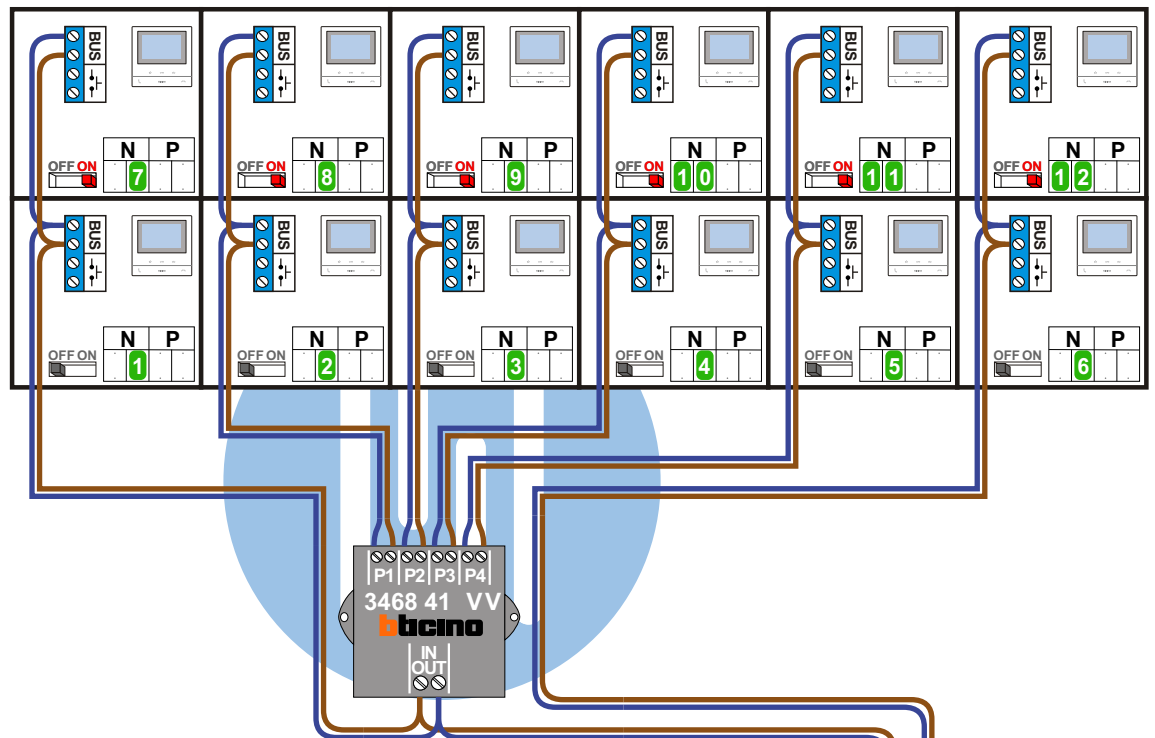 BUS BUS BUS BUS BUS BUS
N P N P N P N P N P N P
OFF ON 7 OFF ON 8 OFF ON 9 OFF ON 10 OFF ON 11 OFF ON 12
BUS BUS BUS BUS BUS BUS
N P N P N P N P N P N P
OFF ON 1 OFF ON 2 OFF ON 3 OFF ON 4 OFF ON 5 OFF ON 6
P1 P2 P3 P4
3468 41 VV
bticino
IN
OUT